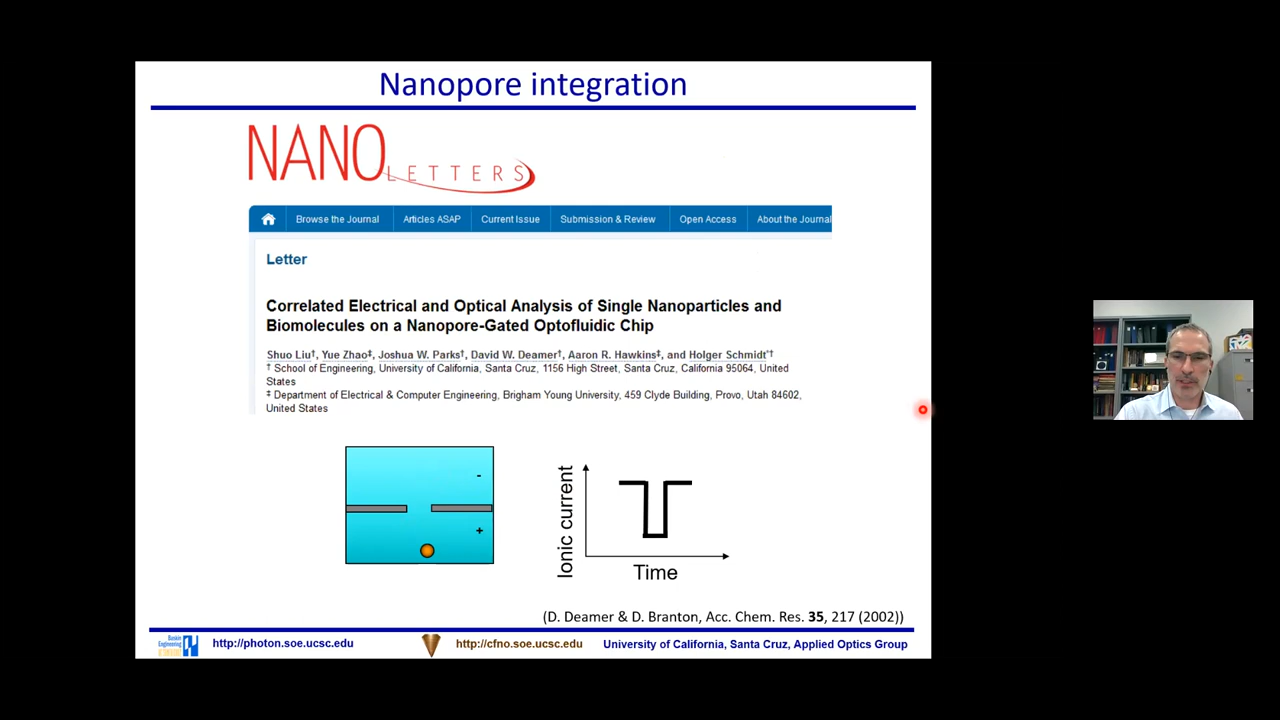 Nanopore integration
NANO LETTERS
Browse the Journal Articles ASAP Current Issue Submission & Review Open Access About the Journal
Letter
Correlated Electrical and Optical Analysis of Single Nanoparticles and
Biomolecules on a Nanopore-Gated Optofluidic Chip
Shuo Liu†, Yue Zhao‡, Joshua W. Parks†, David W. Deamer†, Aaron R. Hawkins‡, and Holger Schmidt*†
† School of Engineering, University of California, Santa Cruz, 1156 High Street, Santa Cruz, California 95064, United
States
‡ Department of Electrical & Computer Engineering, Brigham Young University, 459 Clyde Building, Provo, Utah 84602,
United States
-
+
Ionic current
Time
(D. Deamer & D. Branton, Acc. Chem. Res. 35, 217 (2002))
Baskin
Engineering
http://photon.soe.ucsc.edu http://cfno.soe.ucsc.edu University of California, Santa Cruz, Applied Optics Group